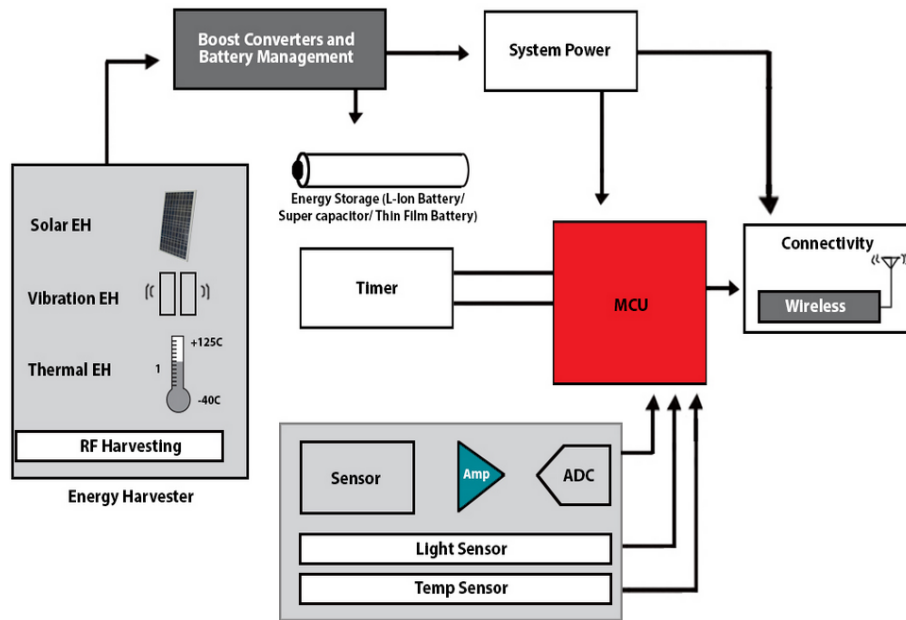 Boost Converters and
Battery Management
System Power
Energy Storage (L-Ion Battery/
Super capacitor/ Thin Film Battery)
Solar EH
Vibration EH
Thermal EH
+125C
1
-40C
RF Harvesting
Energy Harvester
Timer
MCU
Connectivity
Wireless
Sensor
Amp
ADC
Light Sensor
Temp Sensor